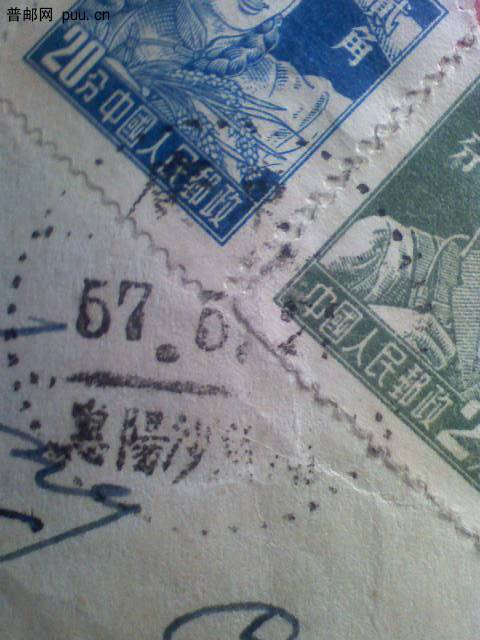 普邮网 puu.cn
贰角
20分 中國人民郵政
中國人民郵政 2
57.6.
惠陽沙